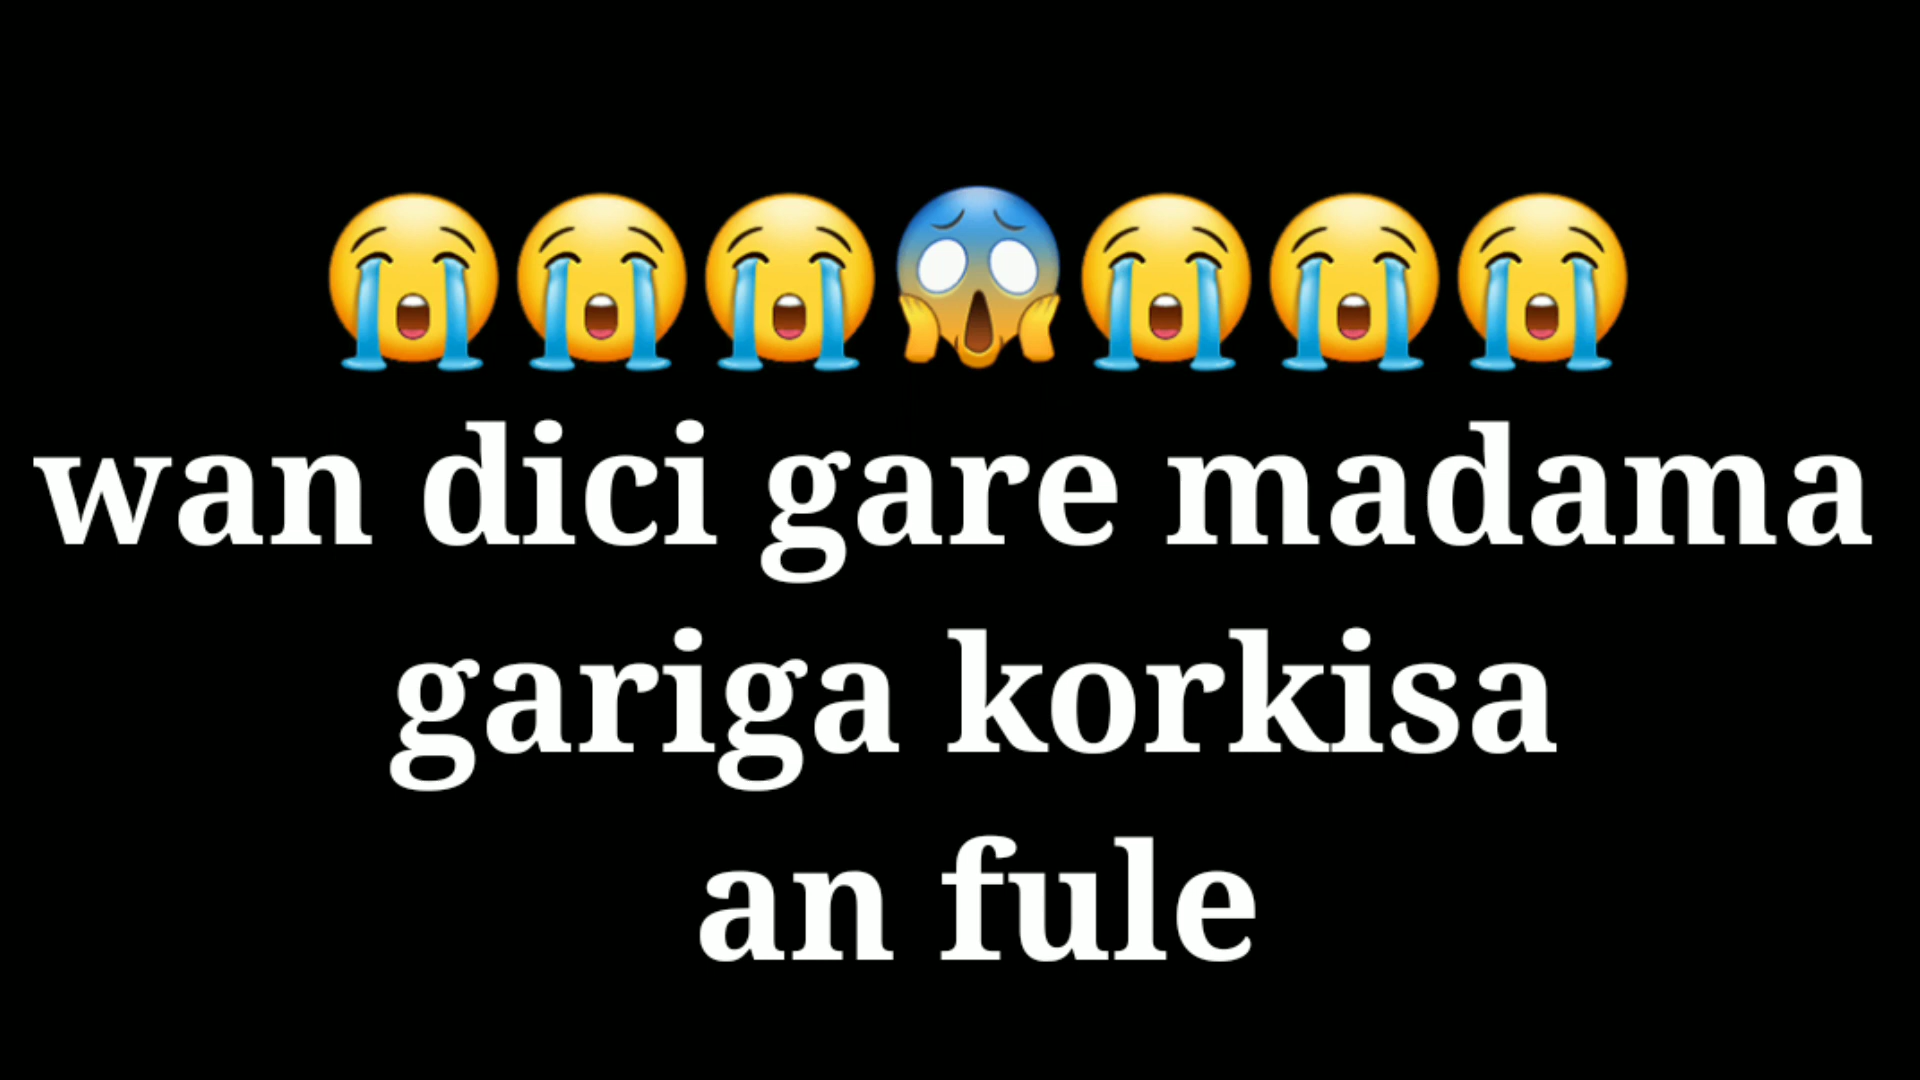 😭😭😭😱😭😭😭
wan dici gare madama
gariga korkisa
an fule